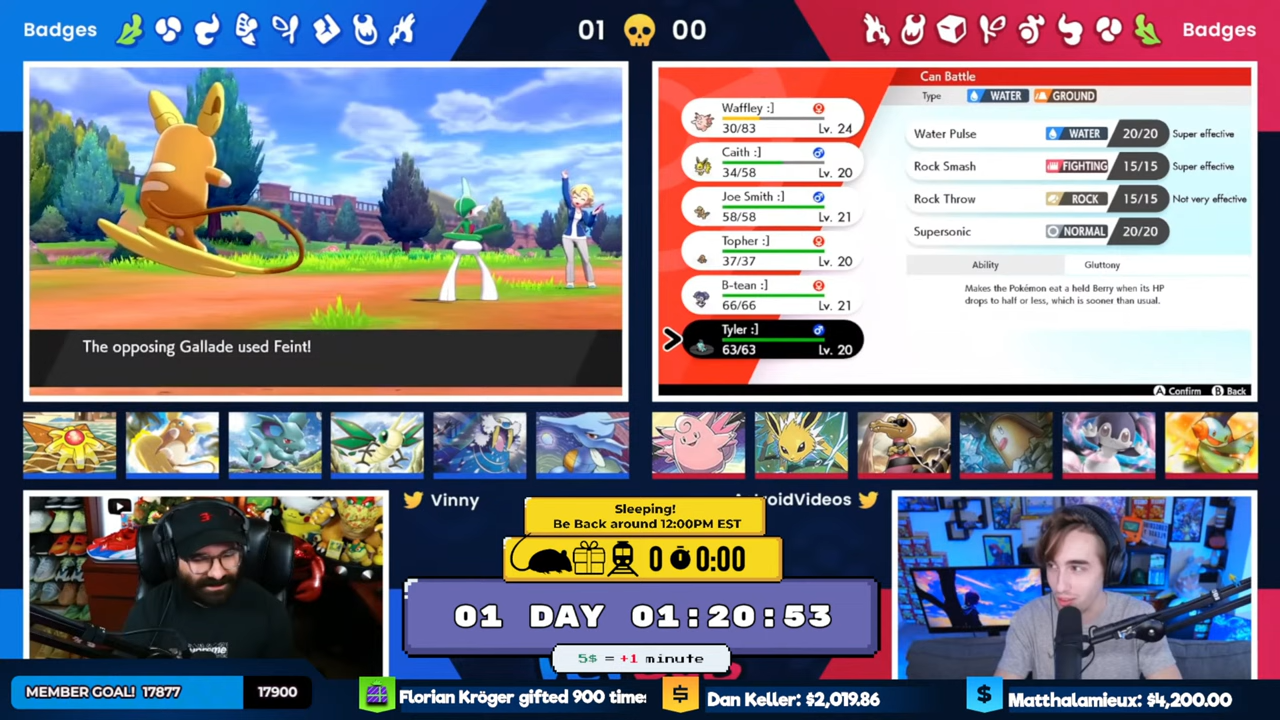 Badges
01
00
Badges
The opposing Gallade used Feint!
Waffley :]
30/83
Lv. 24
Caith :]
34/58
Lv. 20
Joe Smith :]
58/58
Lv. 21
Topher :]
37/37
Lv. 20
B-tean :]
66/66
Lv. 21
Tyler :]
63/63
Lv. 20
Can Battle
Type WATER GROUND
Water Pulse WATER 20/20 Super effective
Rock Smash FIGHTING 15/15 Super effective
Rock Throw ROCK 15/15 Not very effective
Supersonic NORMAL 20/20
Ability Gluttony
Makes the Pokémon eat a held Berry when its HP
drops to half or less, which is sooner than usual.
A Confirm B Back
Vinny
roidVideos
Sleeping!
Be Back around 12:00PM EST
0 0:00
01 DAY 01:20:53
5$ = +1 minute
MEMBER GOAL! 17877
17900
Florian Kröger gifted 900 times
Dan Keller: $2,019.86
Matthalamieux: $4,200.00